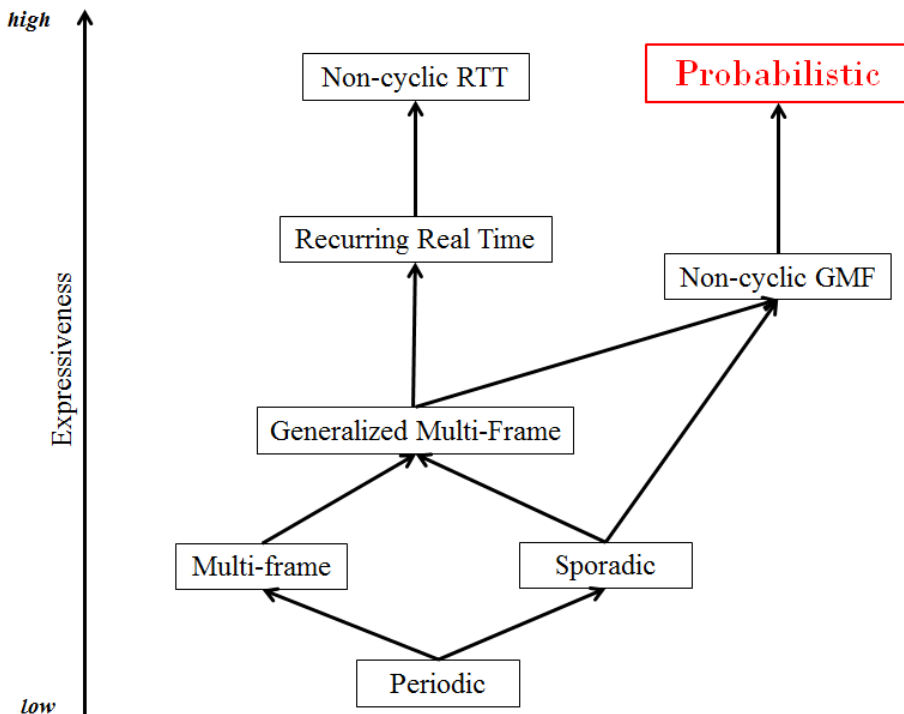 high
Non-cyclic RTT
Probabilistic
Recurring Real Time
Non-cyclic GMF
Expressiveness
Generalized Multi-Frame
Multi-frame
Sporadic
Periodic
low